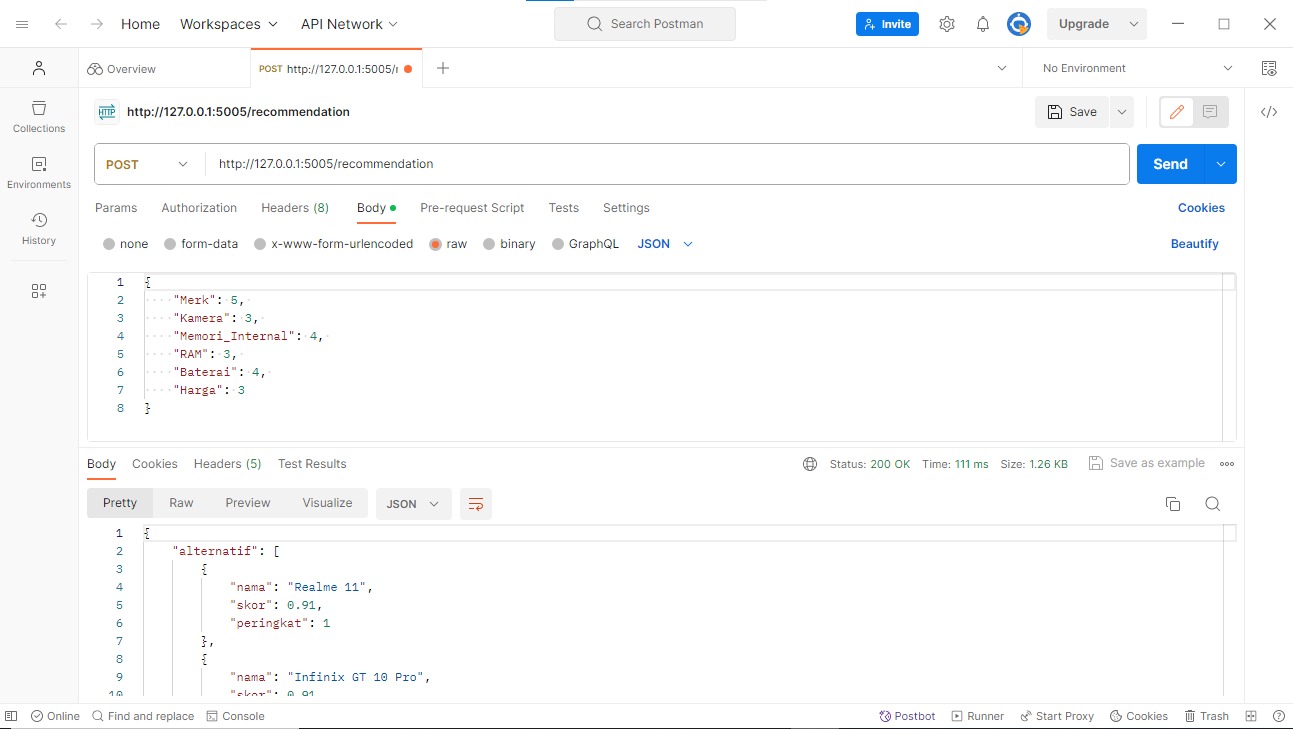 Home Workspaces API Network Search Postman Invite Upgrade
Overview POST http://127.0.0.1:5005/r No Environment
HTTP http://127.0.0.1:5005/recommendation Save </>
Collections
Environments
History
POST http://127.0.0.1:5005/recommendation Send
Params Authorization Headers (8) Body Pre-request Script Tests Settings Cookies
none form-data x-www-form-urlencoded raw binary GraphQL JSON Beautify
1 {
2 "Merk": 5,
3 "Kamera": 3,
4 "Memori_Internal": 4,
5 "RAM": 3,
6 "Baterai": 4,
7 "Harga": 3
8 }
Body Cookies Headers (5) Test Results Status: 200 OK Time: 111 ms Size: 1.26 KB Save as example
Pretty Raw Preview Visualize JSON
1 {
2 "alternatif": [
3 {
4 "nama": "Realme 11",
5 "skor": 0.91,
6 "peringkat": 1
7 },
8 {
9 "nama": "Infinix GT 10 Pro",
10 "skor": 0.91
Online Find and replace Console Postbot Runner Start Proxy Cookies Trash